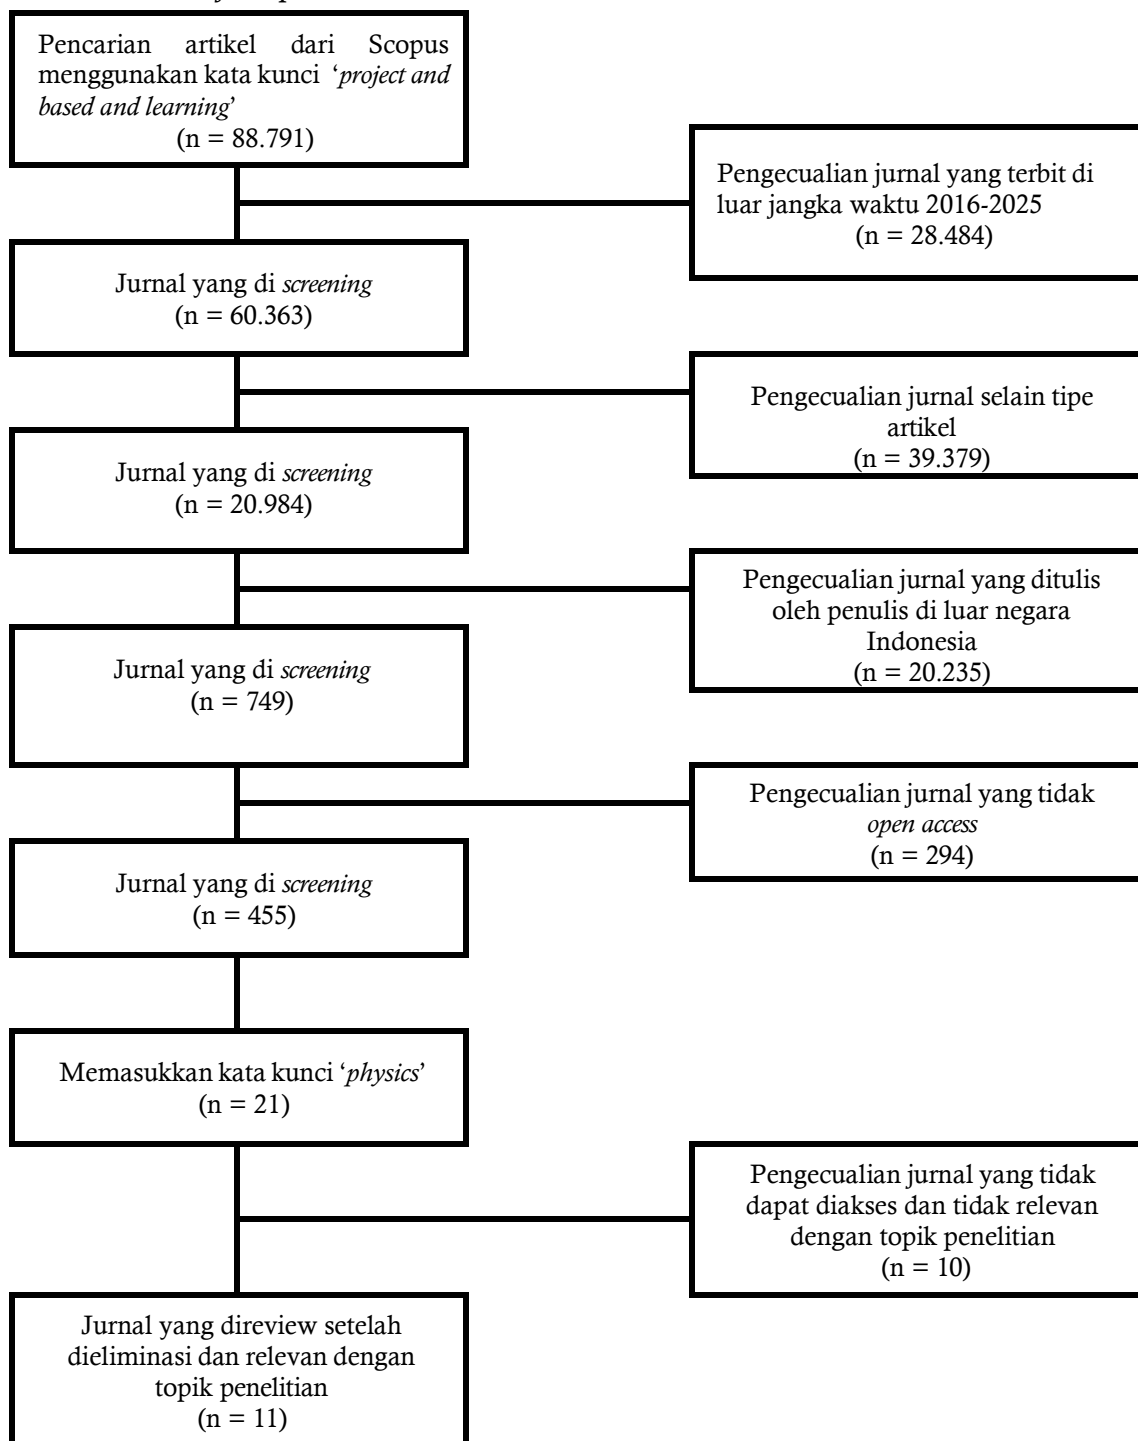 Pencarian artikel dari Scopus
menggunakan kata kunci ‘project and
based and learning’
(n = 88.791)
Pengecualian jurnal yang terbit di
luar jangka waktu 2016-2025
(n = 28.484)
Jurnal yang di screening
(n = 60.363)
Pengecualian jurnal selain tipe
artikel
(n = 39.379)
Jurnal yang di screening
(n = 20.984)
Pengecualian jurnal yang ditulis
oleh penulis di luar negara
Indonesia
(n = 20.235)
Jurnal yang di screening
(n = 749)
Pengecualian jurnal yang tidak
open access
(n = 294)
Jurnal yang di screening
(n = 455)
Memasukkan kata kunci ‘physics’
(n = 21)
Pengecualian jurnal yang tidak
dapat diakses dan tidak relevan
dengan topik penelitian
(n = 10)
Jurnal yang direview setelah
dieliminasi dan relevan dengan
topik penelitian
(n = 11)